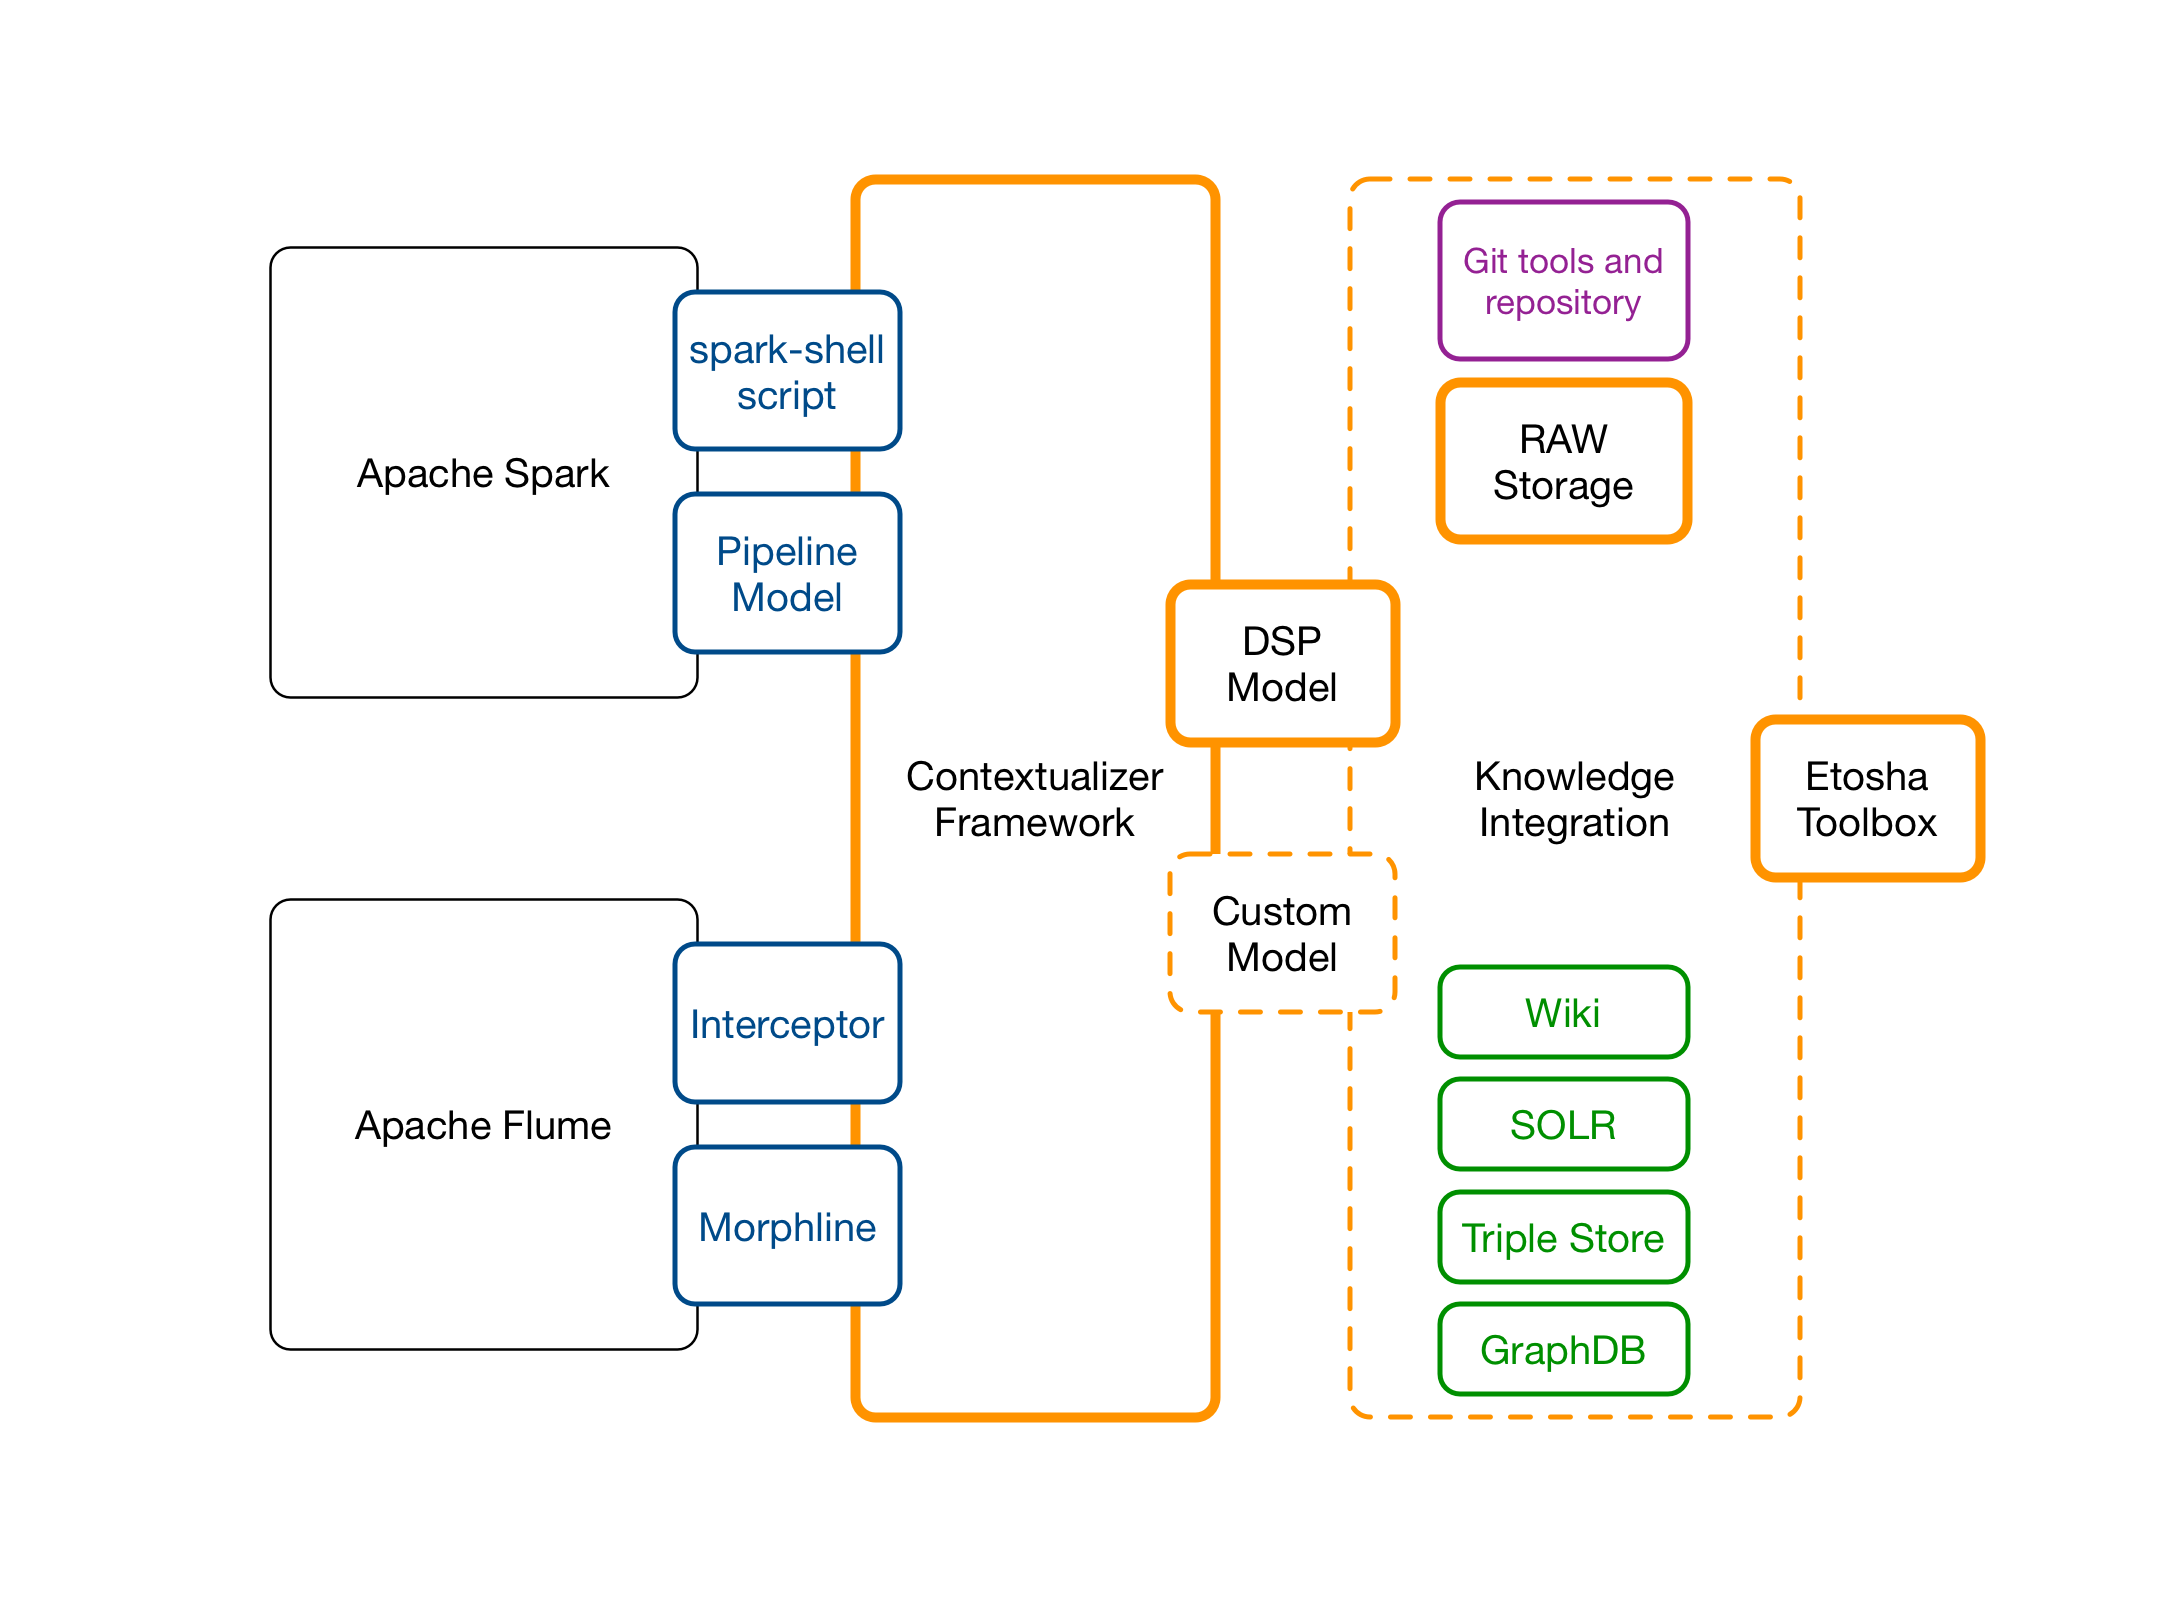 Apache Spark
spark-shell
script
Pipeline
Model
Apache Flume
Interceptor
Morphline
Contextualizer
Framework
DSP
Model
Custom
Model
Git tools and
repository
RAW
Storage
Knowledge
Integration
Wiki
SOLR
Triple Store
GraphDB
Etosha
Toolbox